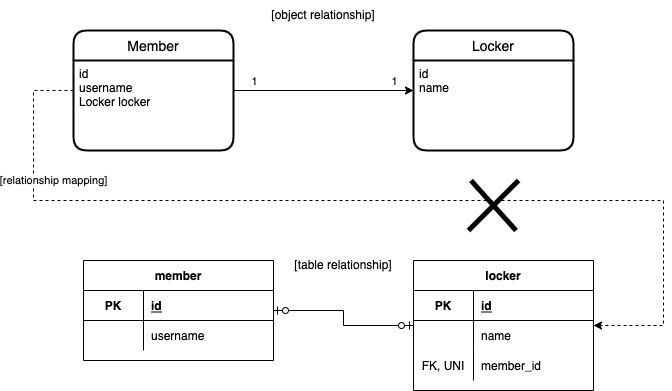 [object relationship]
Member
id
username
Locker locker
1
1
Locker
id
name
[relationship mapping]
[table relationship]
member
PK id
username
locker
PK id
name
FK, UNI member_id